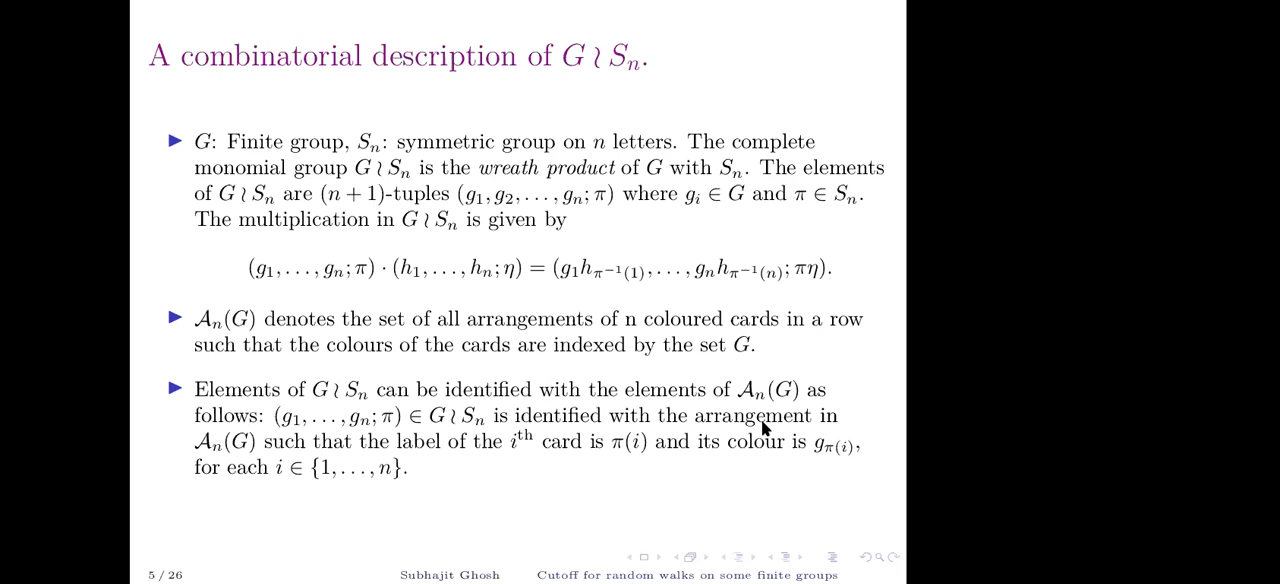 A combinatorial description of G ≀ Sₙ.
▶ G: Finite group, Sₙ: symmetric group on n letters. The complete
monomial group G ≀ Sₙ is the wreath product of G with Sₙ. The elements
of G ≀ Sₙ are (n + 1)-tuples (g₁, g₂, . . . , gₙ; π) where gᵢ ∈ G and π ∈ Sₙ.
The multiplication in G ≀ Sₙ is given by
(g₁, . . . , gₙ; π) · (h₁, . . . , hₙ; η) = (g₁h_{π⁻¹(1)}, . . . , gₙh_{π⁻¹(n)}; πη).
▶ 𝒜ₙ(G) denotes the set of all arrangements of n coloured cards in a row
such that the colours of the cards are indexed by the set G.
▶ Elements of G ≀ Sₙ can be identified with the elements of 𝒜ₙ(G) as
follows: (g₁, . . . , gₙ; π) ∈ G ≀ Sₙ is identified with the arrangement in
𝒜ₙ(G) such that the label of the iᵗʰ card is π(i) and its colour is g_{π(i)},
for each i ∈ {1, . . . , n}.
5 / 26 Subhajit Ghosh Cutoff for random walks on some finite groups